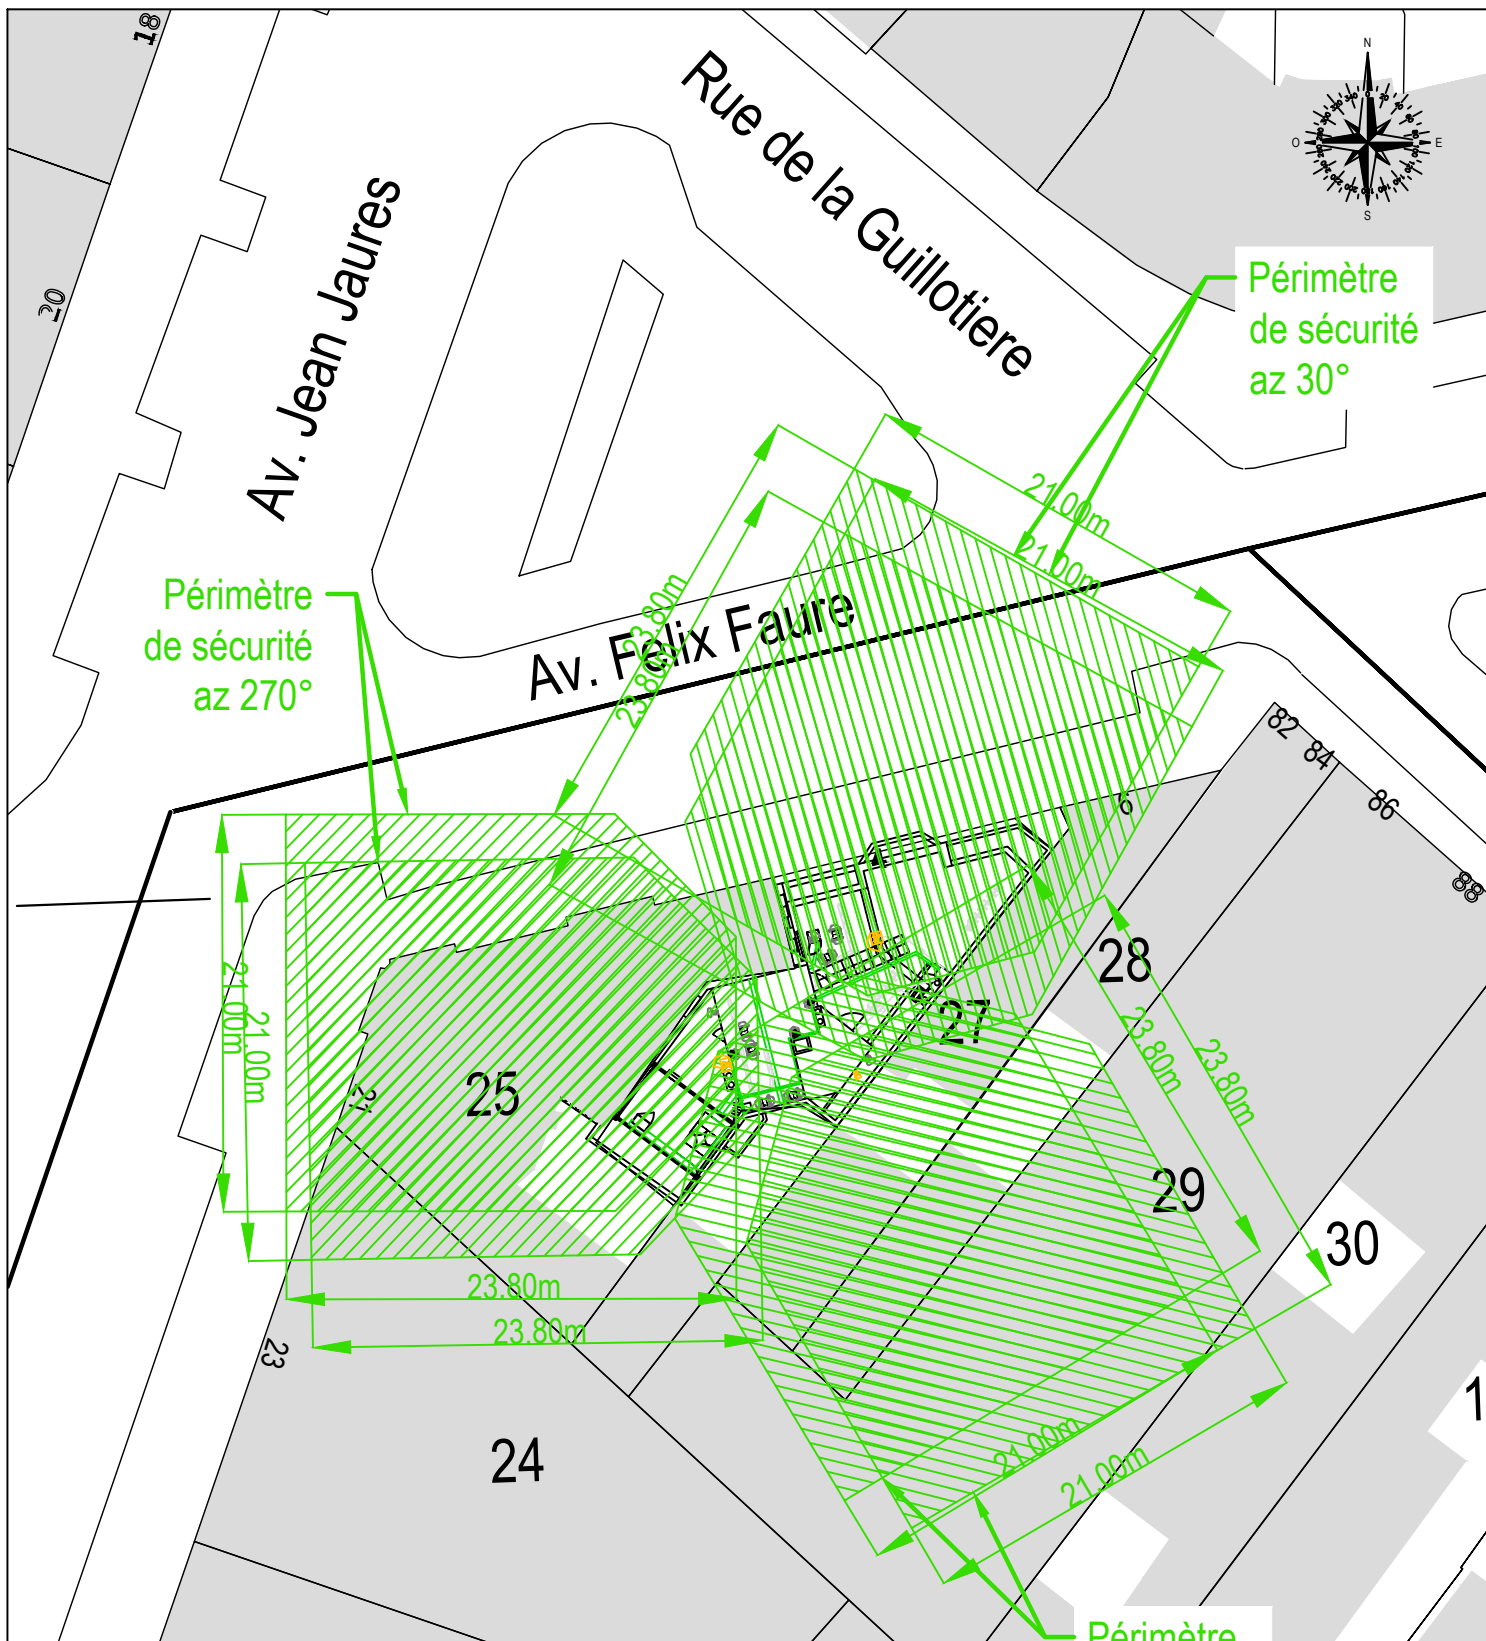 18
N
O
E
S
Rue de la Guillotiere
Av. Jean Jaures
20
Périmètre
de sécurité
az 30°
21.00m
21.00m
Périmètre
de sécurité
az 270°
23.80m
23.80m
Av. Felix Faure
82
84
86
88
6
28
27
25
21.00m
21.00m
23.80m
23.80m
29
30
23.80m
23.80m
23
24
21.00m
21.00m
1
Périmètre